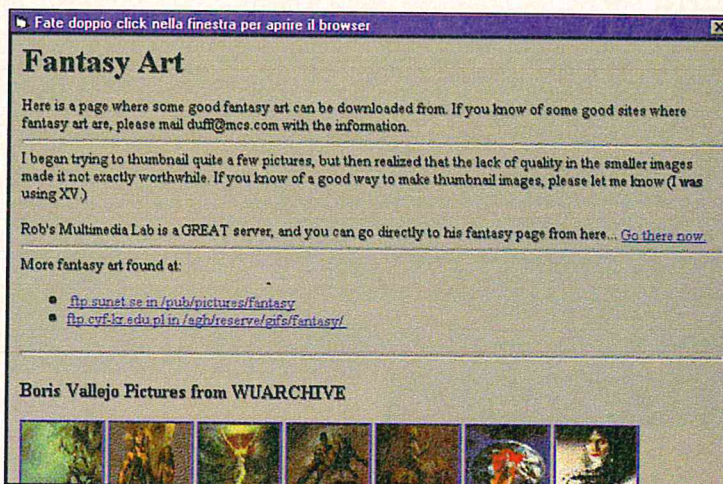 Fate doppio click nella finestra per aprire il browser
Fantasy Art
Here is a page where some good fantasy art can be downloaded from. If you know of some good sites where
fantasy art are, please mail duff@mcs.com with the information.
I began trying to thumbnail quite a few pictures, but then realized that the lack of quality in the smaller images
made it not exactly worthwhile. If you know of a good way to make thumbnail images, please let me know (I was
using XV.)
Rob's Multimedia Lab is a GREAT server, and you can go directly to his fantasy page from here... Go there now.
More fantasy art found at:
ftp.sunet.se in /pub/pictures/fantasy
ftp.cyf-kr.edu.pl in /agh/reserve/gifs/fantasy/
Boris Vallejo Pictures from WUARCHIVE